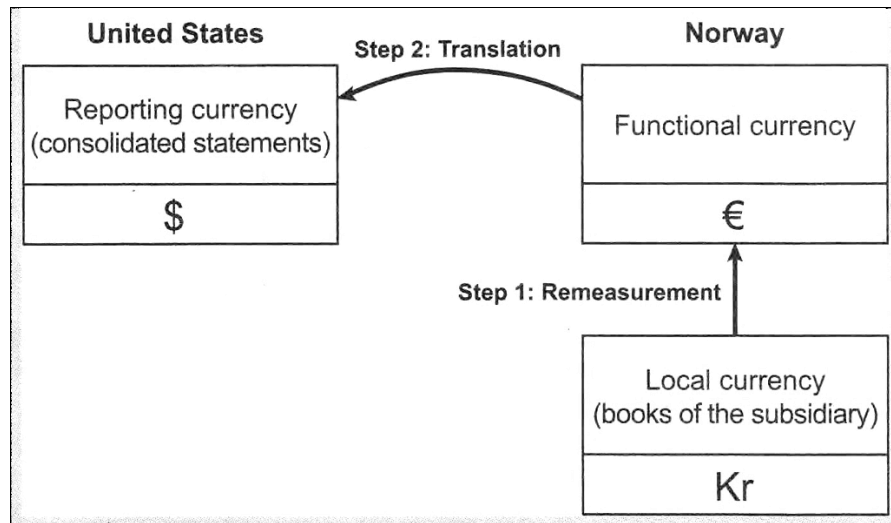 United States
Step 2: Translation
Norway
Reporting currency
(consolidated statements)
$
Functional currency
€
Step 1: Remeasurement
Local currency
(books of the subsidiary)
Kr